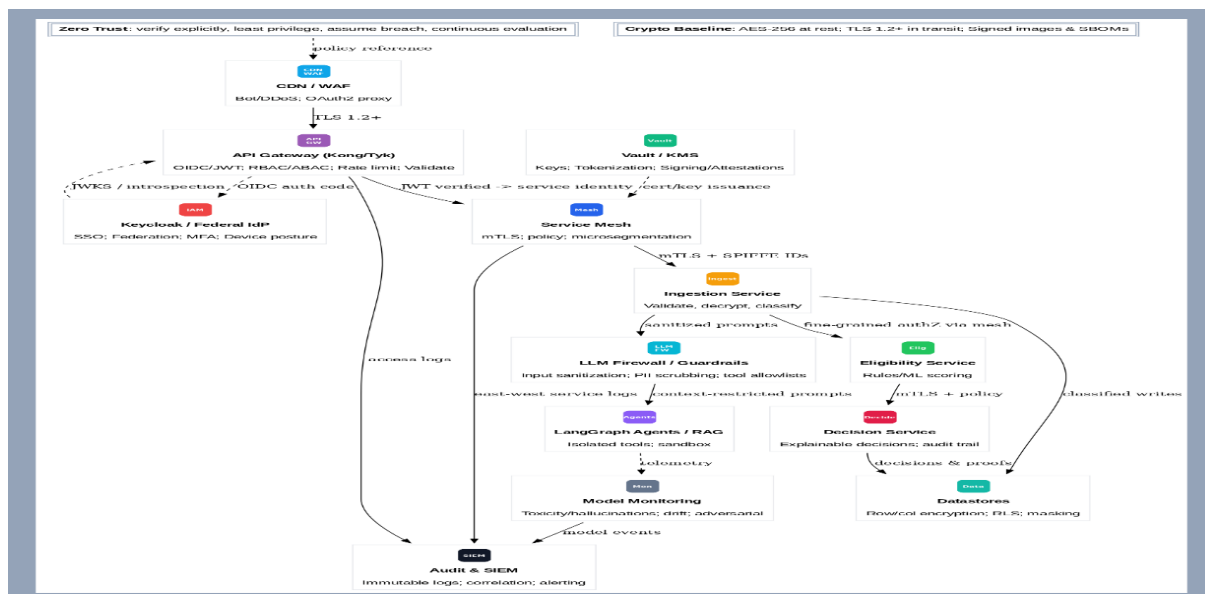 Zero Trust: verify explicitly, least privilege, assume breach, continuous evaluation
Crypto Baseline: AES-256 at rest; TLS 1.2+ in transit; Signed images & SBOMs
policy reference
CDN
WAF
CDN / WAF
Bot/DDoS; OAuth2 proxy
TLS 1.2+
API
GW
API Gateway (Kong/Tyk)
OIDC/JWT; RBAC/ABAC; Rate limit; Validate
Vault
Vault / KMS
Keys; Tokenization; Signing/Attestations
JWKS / introspection
OIDC auth code
JWT verified -> service identity
cert/key issuance
IAM
Keycloak / Federal IdP
SSO; Federation; MFA; Device posture
Mesh
Service Mesh
mTLS; policy; microsegmentation
mTLS + SPIFFE IDs
Ingest
Ingestion Service
Validate, decrypt, classify
sanitized prompts
fine-grained authZ via mesh
LLM
FW
LLM Firewall / Guardrails
Input sanitization; PII scrubbing; tool allowlists
Elig
Eligibility Service
Rules/ML scoring
access logs
east-west service logs
context-restricted prompts
mTLS + policy
classified writes
Agents
LangGraph Agents / RAG
Isolated tools; sandbox
Decide
Decision Service
Explainable decisions; audit trail
telemetry
decisions & proofs
Mon
Model Monitoring
Toxicity/hallucinations; drift; adversarial
Data
Datastores
Row/col encryption; RLS; masking
model events
SIEM
Audit & SIEM
Immutable logs; correlation; alerting